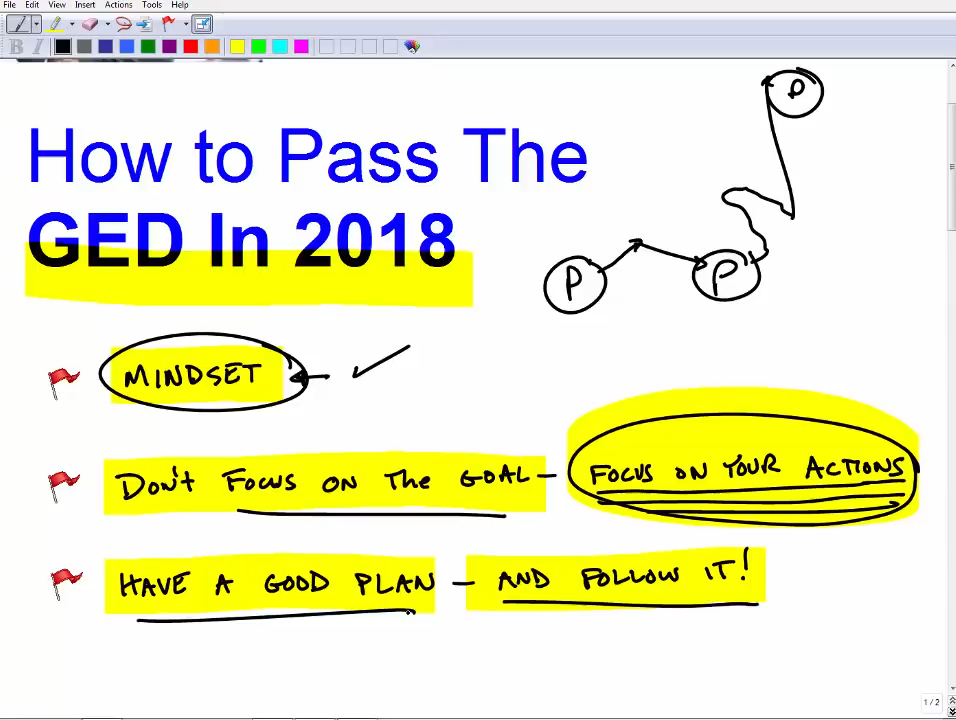 File Edit View Insert Actions Tools Help
B I
How to Pass The
GED In 2018
P
P
P
MINDSET
DON'T FOCUS ON THE GOAL - FOCUS ON YOUR ACTIONS
HAVE A GOOD PLAN - AND FOLLOW IT!
1 / 2